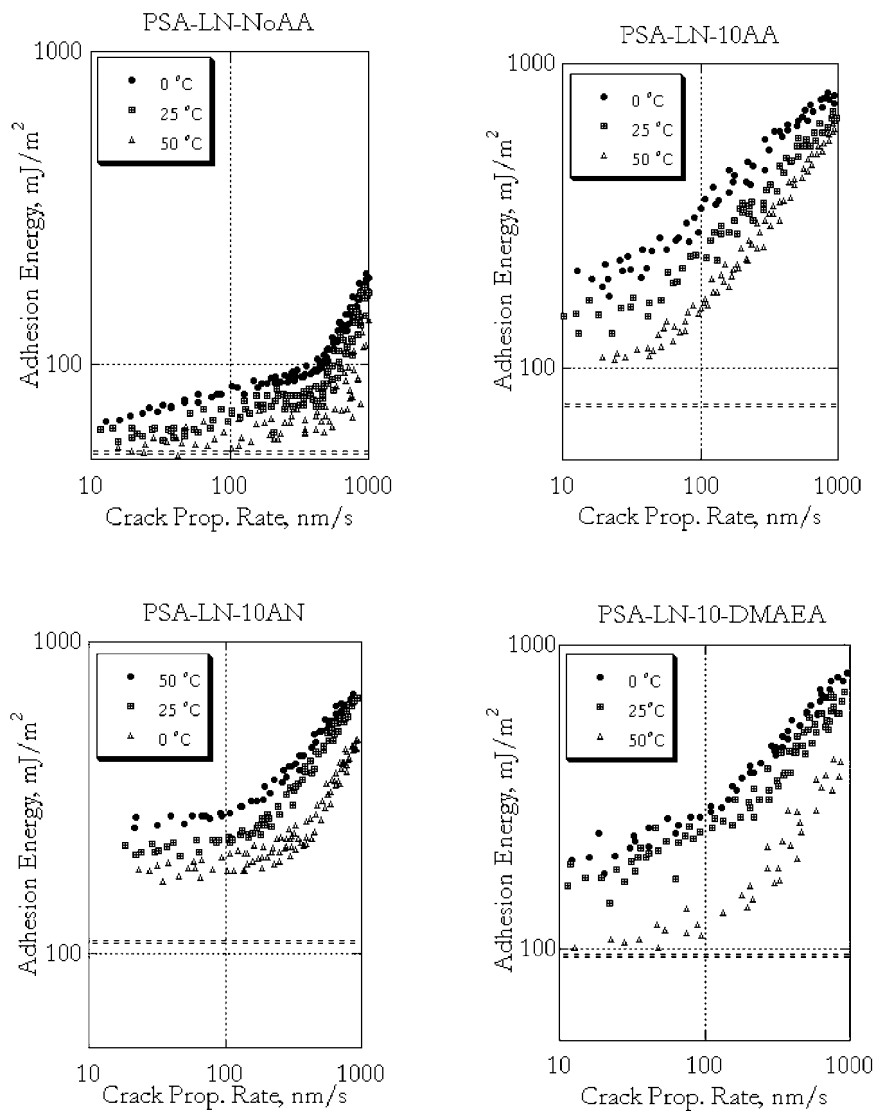 PSA-LN-NoAA
1000
0 °C
25 °C
50 °C
Adhesion Energy, mJ/m²
100
10
100
1000
Crack Prop. Rate, nm/s
PSA-LN-10AA
1000
0 °C
25 °C
50 °C
Adhesion Energy, mJ/m²
100
10
100
1000
Crack Prop. Rate, nm/s
PSA-LN-10AN
1000
50 °C
25 °C
0 °C
Adhesion Energy, mJ/m²
100
10
100
1000
Crack Prop. Rate, nm/s
PSA-LN-10-DMAEA
1000
0 °C
25°C
50°C
Adhesion Energy, mJ/m²
100
10
100
1000
Crack Prop. Rate, nm/s